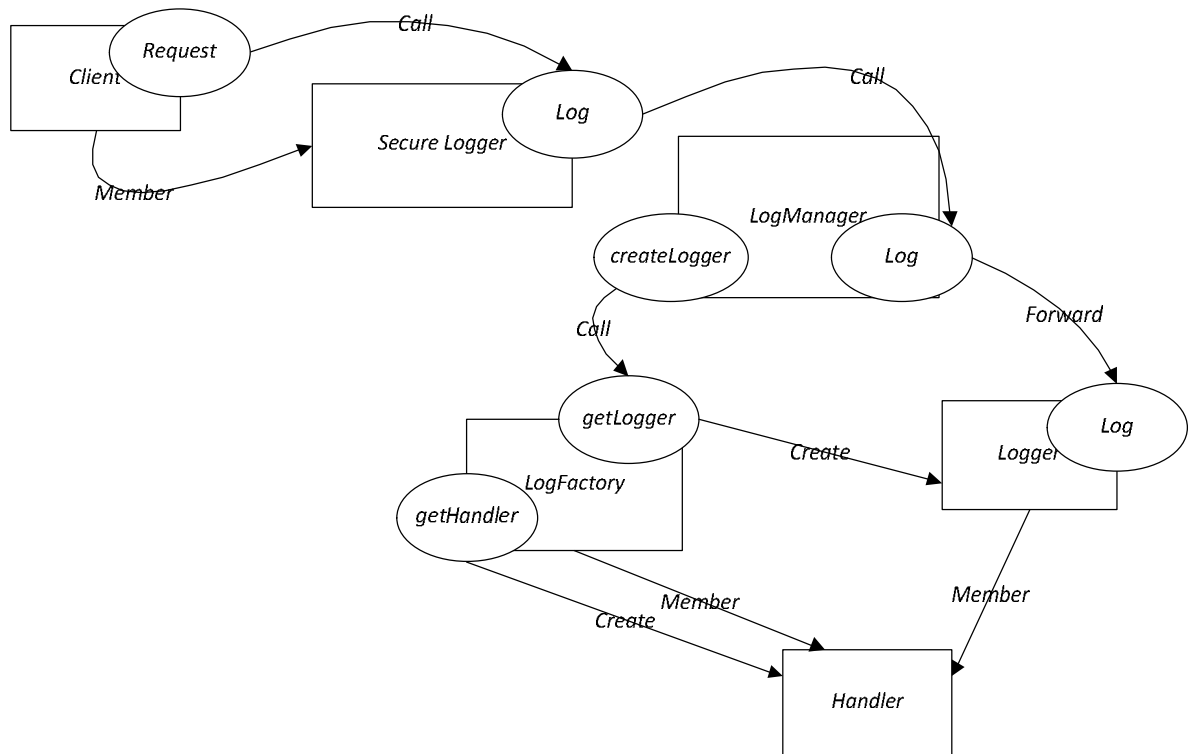 Call
Request
Client
Log
Call
Secure Logger
Member
LogManager
createLogger
Log
Forward
Call
getLogger
Log
Create
Logger
LogFactory
getHandler
Member
Member
Create
Handler